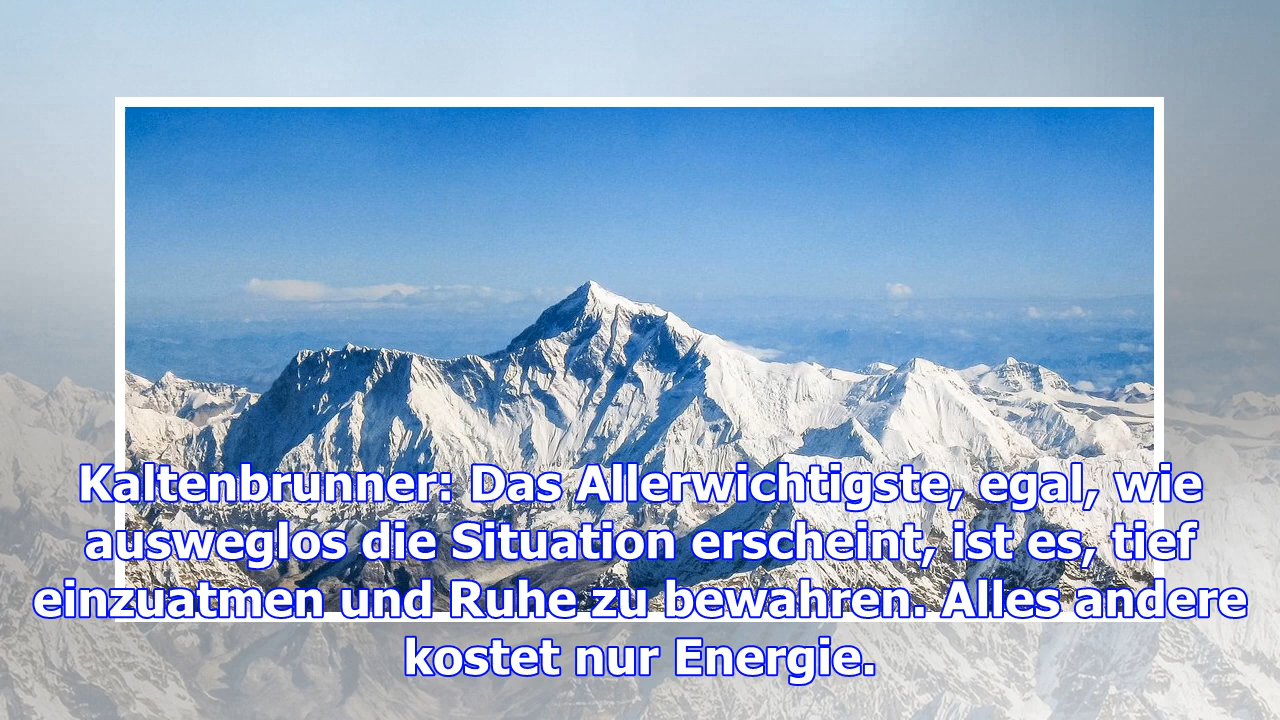 Kaltenbrunner: Das Allerwichtigste, egal, wie
ausweglos die Situation erscheint, ist es, tief
einzuatmen und Ruhe zu bewahren. Alles andere
kostet nur Energie.